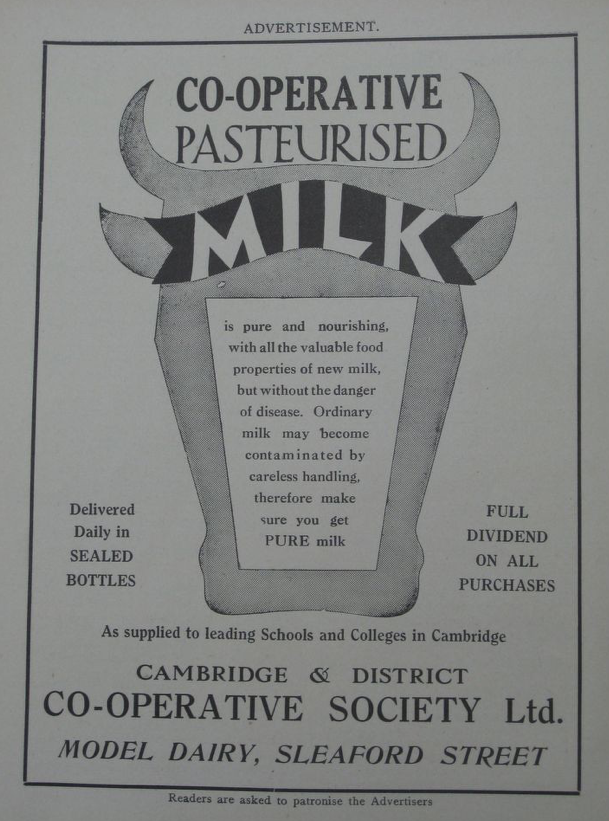 ADVERTISEMENT.
CO-OPERATIVE
PASTEURISED
MILK
is pure and nourishing,
with all the valuable food
properties of new milk,
but without the danger
of disease. Ordinary
milk may become
contaminated by
careless handling,
therefore make
sure you get
PURE milk
Delivered
Daily in
SEALED
BOTTLES
FULL
DIVIDEND
ON ALL
PURCHASES
As supplied to leading Schools and Colleges in Cambridge
CAMBRIDGE & DISTRICT
CO-OPERATIVE SOCIETY Ltd.
MODEL DAIRY, SLEAFORD STREET
Readers are asked to patronise the Advertisers